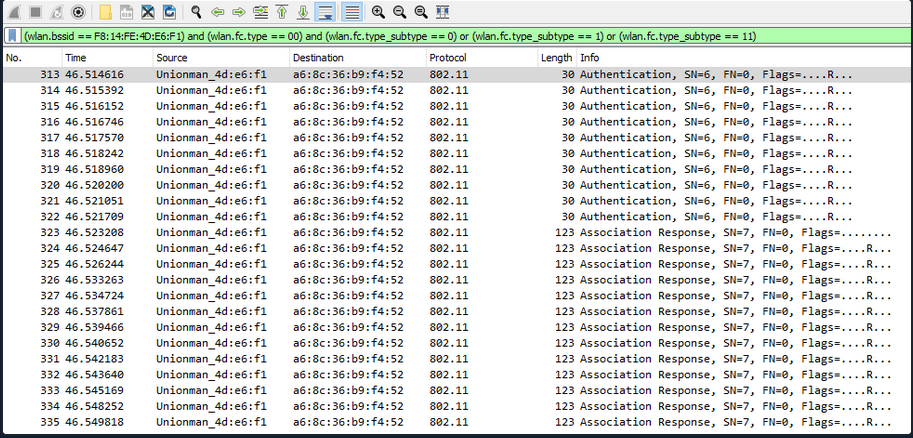 (wlan.bssid == F8:14:FE:4D:E6:F1) and (wlan.fc.type == 00) and (wlan.fc.type_subtype == 0) or (wlan.fc.type_subtype == 1) or (wlan.fc.type_subtype == 11)
No. Time Source Destination Protocol Length Info
313 46.514616 Unionman_4d:e6:f1 a6:8c:36:b9:f4:52 802.11 30 Authentication, SN=6, FN=0, Flags=....R...
314 46.515392 Unionman_4d:e6:f1 a6:8c:36:b9:f4:52 802.11 30 Authentication, SN=6, FN=0, Flags=....R...
315 46.516152 Unionman_4d:e6:f1 a6:8c:36:b9:f4:52 802.11 30 Authentication, SN=6, FN=0, Flags=....R...
316 46.516746 Unionman_4d:e6:f1 a6:8c:36:b9:f4:52 802.11 30 Authentication, SN=6, FN=0, Flags=....R...
317 46.517570 Unionman_4d:e6:f1 a6:8c:36:b9:f4:52 802.11 30 Authentication, SN=6, FN=0, Flags=....R...
318 46.518242 Unionman_4d:e6:f1 a6:8c:36:b9:f4:52 802.11 30 Authentication, SN=6, FN=0, Flags=....R...
319 46.518960 Unionman_4d:e6:f1 a6:8c:36:b9:f4:52 802.11 30 Authentication, SN=6, FN=0, Flags=....R...
320 46.520200 Unionman_4d:e6:f1 a6:8c:36:b9:f4:52 802.11 30 Authentication, SN=6, FN=0, Flags=....R...
321 46.521051 Unionman_4d:e6:f1 a6:8c:36:b9:f4:52 802.11 30 Authentication, SN=6, FN=0, Flags=....R...
322 46.521709 Unionman_4d:e6:f1 a6:8c:36:b9:f4:52 802.11 30 Authentication, SN=6, FN=0, Flags=....R...
323 46.523208 Unionman_4d:e6:f1 a6:8c:36:b9:f4:52 802.11 123 Association Response, SN=7, FN=0, Flags=........
324 46.524647 Unionman_4d:e6:f1 a6:8c:36:b9:f4:52 802.11 123 Association Response, SN=7, FN=0, Flags=....R...
325 46.526244 Unionman_4d:e6:f1 a6:8c:36:b9:f4:52 802.11 123 Association Response, SN=7, FN=0, Flags=....R...
326 46.533263 Unionman_4d:e6:f1 a6:8c:36:b9:f4:52 802.11 123 Association Response, SN=7, FN=0, Flags=....R...
327 46.534724 Unionman_4d:e6:f1 a6:8c:36:b9:f4:52 802.11 123 Association Response, SN=7, FN=0, Flags=....R...
328 46.537861 Unionman_4d:e6:f1 a6:8c:36:b9:f4:52 802.11 123 Association Response, SN=7, FN=0, Flags=....R...
329 46.539466 Unionman_4d:e6:f1 a6:8c:36:b9:f4:52 802.11 123 Association Response, SN=7, FN=0, Flags=....R...
330 46.540652 Unionman_4d:e6:f1 a6:8c:36:b9:f4:52 802.11 123 Association Response, SN=7, FN=0, Flags=....R...
331 46.542183 Unionman_4d:e6:f1 a6:8c:36:b9:f4:52 802.11 123 Association Response, SN=7, FN=0, Flags=....R...
332 46.543640 Unionman_4d:e6:f1 a6:8c:36:b9:f4:52 802.11 123 Association Response, SN=7, FN=0, Flags=....R...
333 46.545169 Unionman_4d:e6:f1 a6:8c:36:b9:f4:52 802.11 123 Association Response, SN=7, FN=0, Flags=....R...
334 46.548252 Unionman_4d:e6:f1 a6:8c:36:b9:f4:52 802.11 123 Association Response, SN=7, FN=0, Flags=....R...
335 46.549818 Unionman_4d:e6:f1 a6:8c:36:b9:f4:52 802.11 123 Association Response, SN=7, FN=0, Flags=....R...